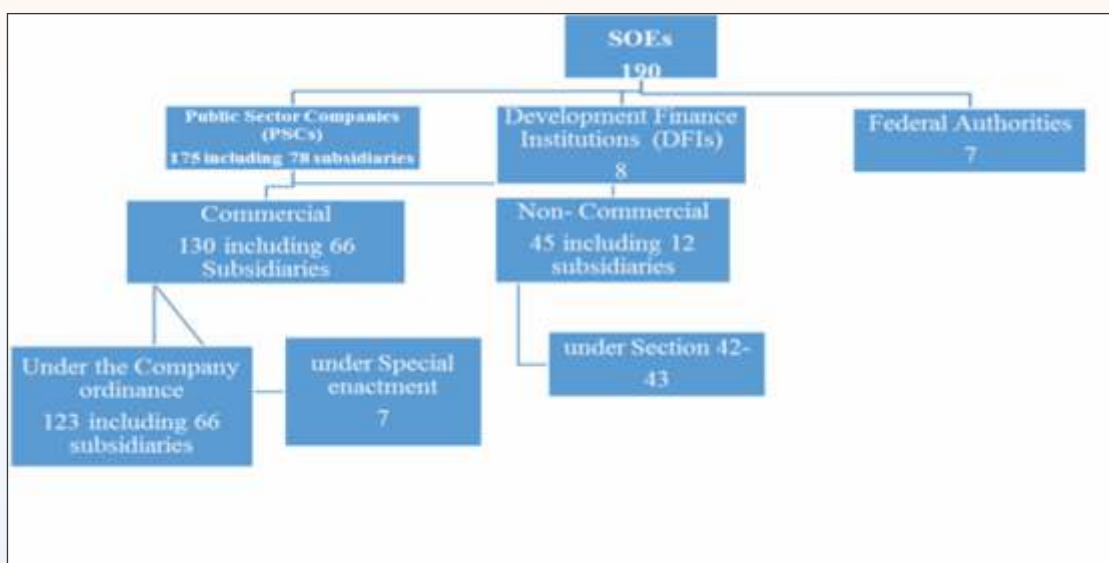 SOEs
190
Public Sector Companies
(PSCs)
175 including 78 subsidiaries
Development Finance
Institutions (DFIs)
8
Federal Authorities
7
Commercial
130 including 66
Subsidiaries
Non- Commercial
45 including 12
subsidiaries
Under the Company
ordinance
123 including 66
subsidiaries
under Special
enactment
7
under Section 42-
43